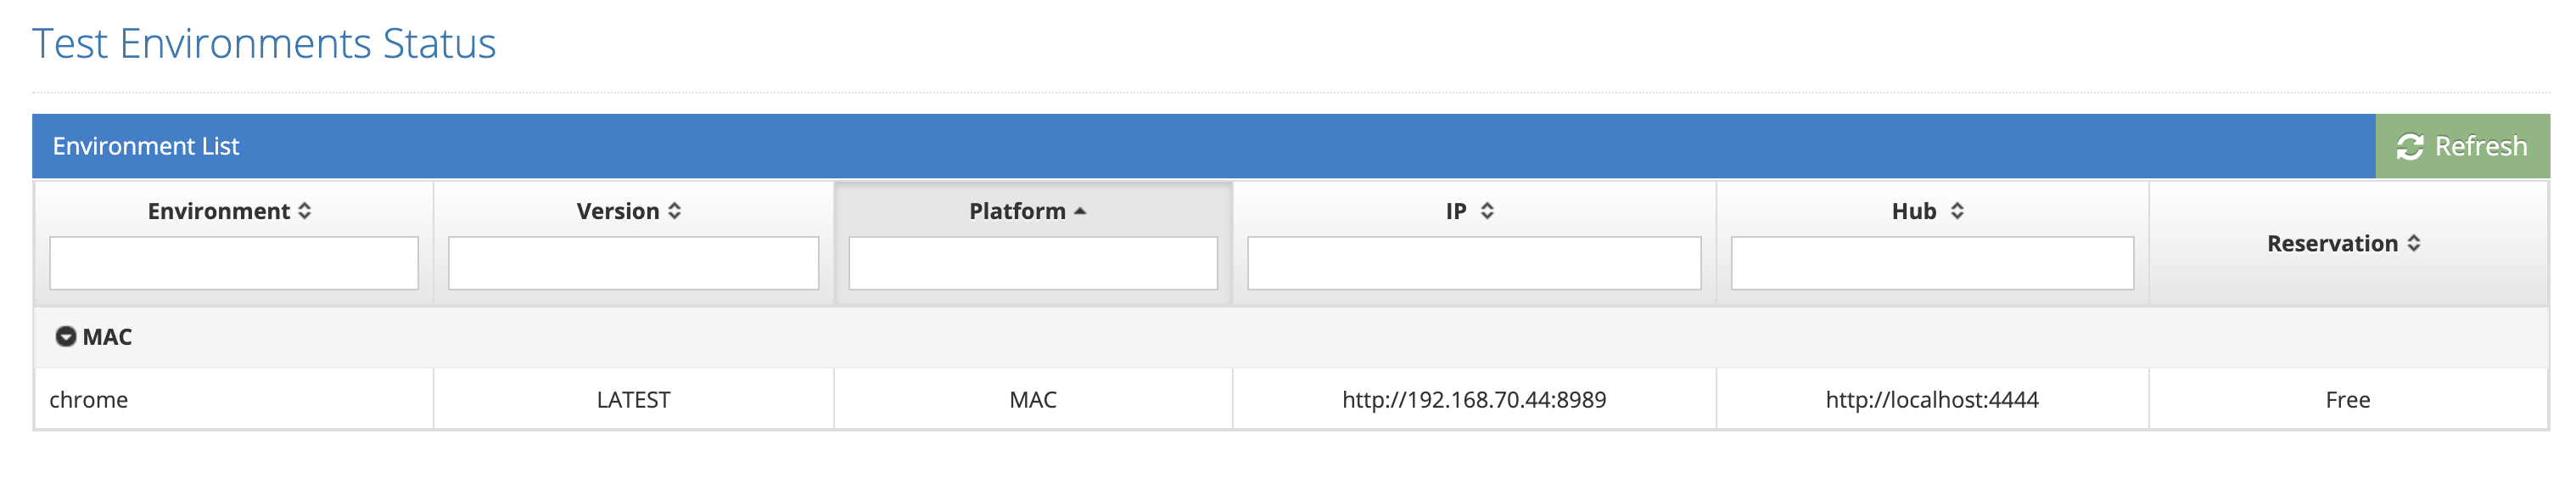 Test Environments Status
Environment List
Refresh
Environment Version Platform IP Hub Reservation
MAC
chrome LATEST MAC http://192.168.70.44:8989 http://localhost:4444 Free